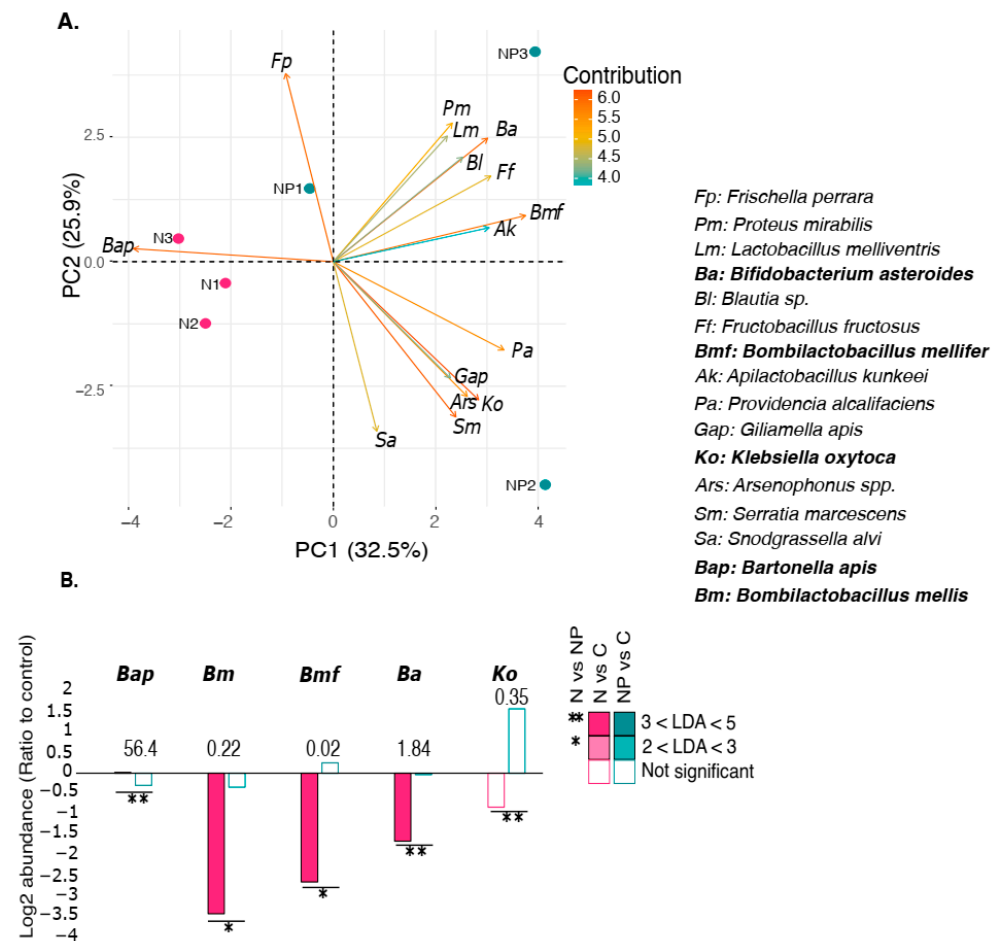 A.
Fp
NP3
Contribution
6.0
5.5
5.0
4.5
4.0
Pm
Lm
Ba
Bl
Ff
Bmf
Ak
NP1
N3
Bap
N1
N2
Pa
Gap
Ars
Ko
Sm
Sa
NP2
2.5
0.0
−2.5
PC2 (25.9%)
−4
−2
0
2
4
PC1 (32.5%)
Fp: Frischella perrara
Pm: Proteus mirabilis
Lm: Lactobacillus melliventris
Ba: Bifidobacterium asteroides
Bl: Blautia sp.
Ff: Fructobacillus fructosus
Bmf: Bombilactobacillus mellifer
Ak: Apilactobacillus kunkeei
Pa: Providencia alcalifaciens
Gap: Giliamella apis
Ko: Klebsiella oxytoca
Ars: Arsenophonus spp.
Sm: Serratia marcescens
Sa: Snodgrassella alvi
Bap: Bartonella apis
Bm: Bombilactobacillus mellis
B.
Log2 abundance (Ratio to control)
2
1.5
1
0.5
0
−0.5
−1
−1.5
−2
−2.5
−3
−3.5
−4
Bap
Bm
Bmf
Ba
Ko
56.4
0.22
0.02
1.84
0.35
**
*
*
**
**
N vs NP
N vs C
NP vs C
** 3 < LDA < 5
* 2 < LDA < 3
Not significant